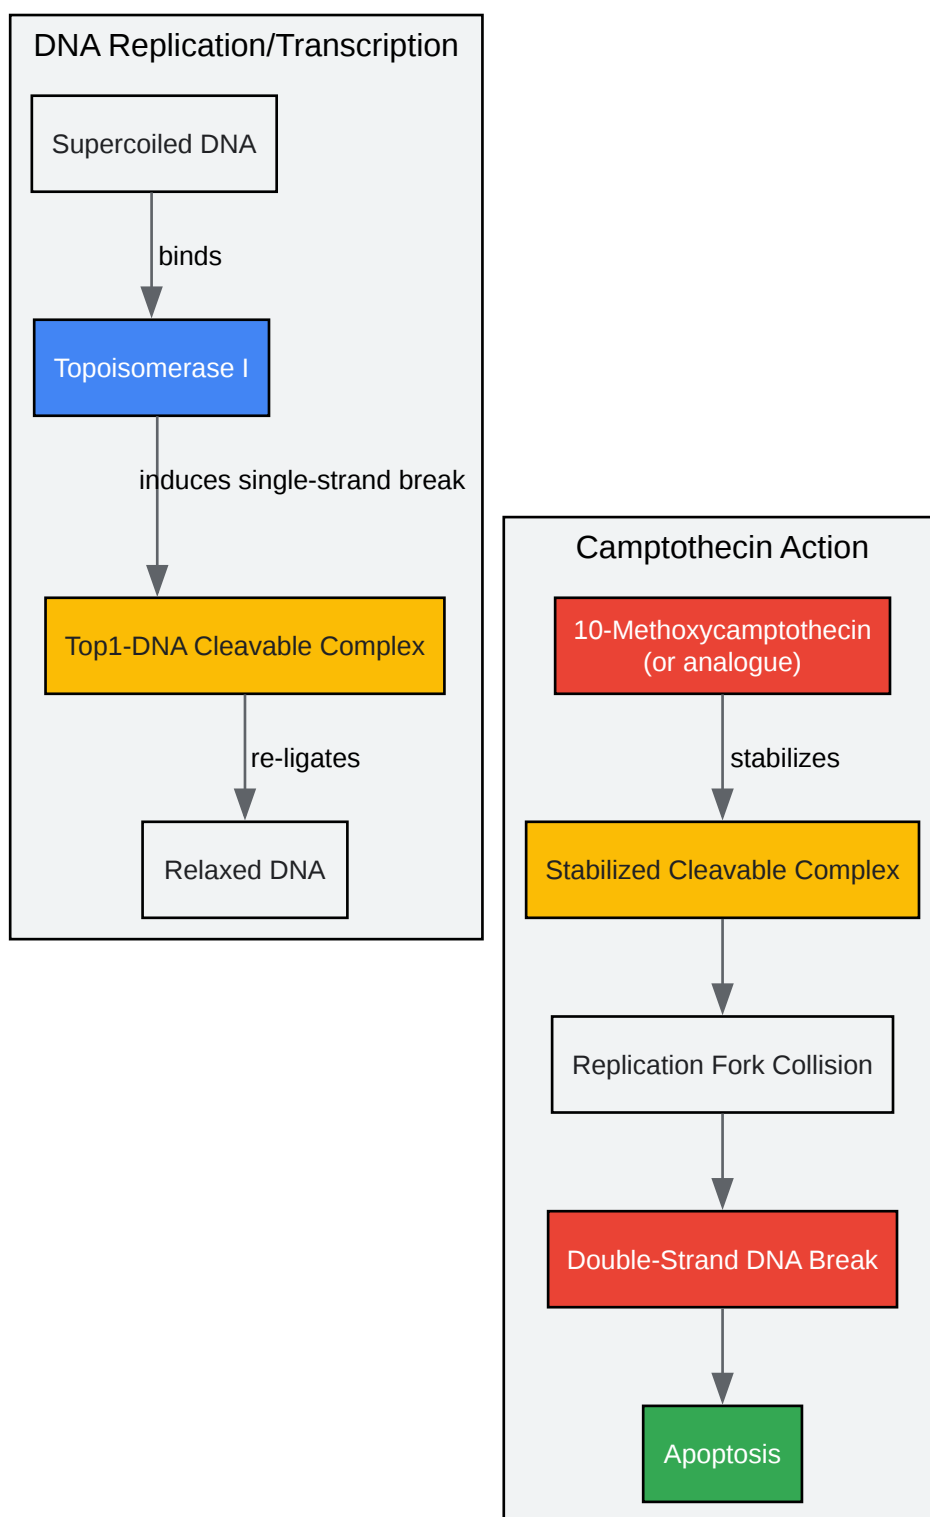 DNA Replication/Transcription
Supercoiled DNA
binds
Topoisomerase I
induces single-strand break
Top1-DNA Cleavable Complex
re-ligates
Relaxed DNA
Camptothecin Action
10-Methoxycamptothecin
(or analogue)
stabilizes
Stabilized Cleavable Complex
Replication Fork Collision
Double-Strand DNA Break
Apoptosis